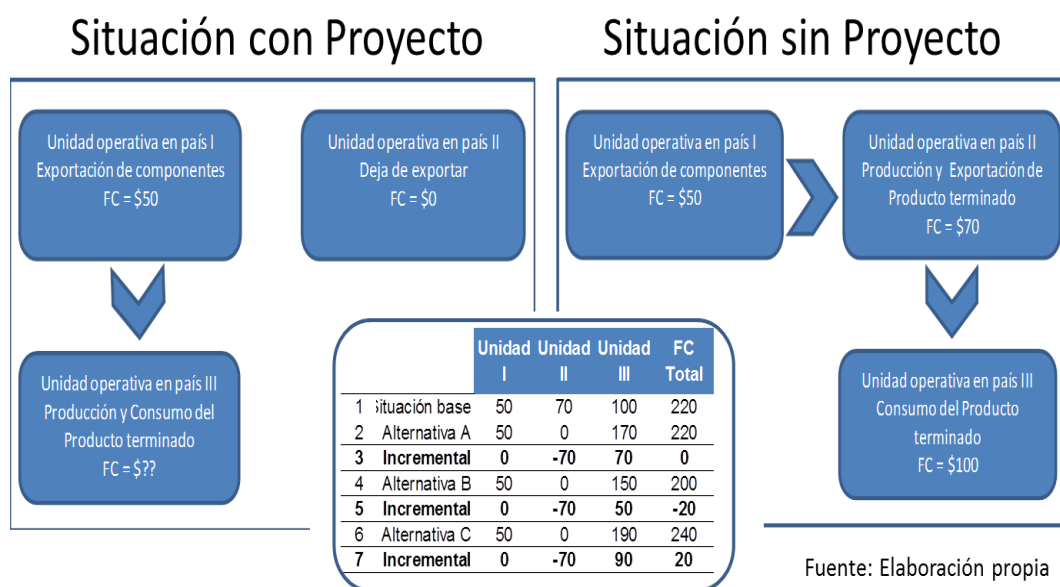 Situación con Proyecto
Situación sin Proyecto
Unidad operativa en país I
Exportación de componentes
FC = $50
Unidad operativa en país II
Deja de exportar
FC = $0
Unidad operativa en país III
Producción y Consumo del
Producto terminado
FC = $??
Unidad operativa en país I
Exportación de componentes
FC = $50
Unidad operativa en país II
Producción y Exportación de
Producto terminado
FC = $70
Unidad operativa en país III
Consumo del Producto
terminado
FC = $100
Unidad Unidad Unidad FC
I II III Total
1 Situación base 50 70 100 220
2 Alternativa A 50 0 170 220
3 Incremental 0 -70 70 0
4 Alternativa B 50 0 150 200
5 Incremental 0 -70 50 -20
6 Alternativa C 50 0 190 240
7 Incremental 0 -70 90 20
Fuente: Elaboración propia